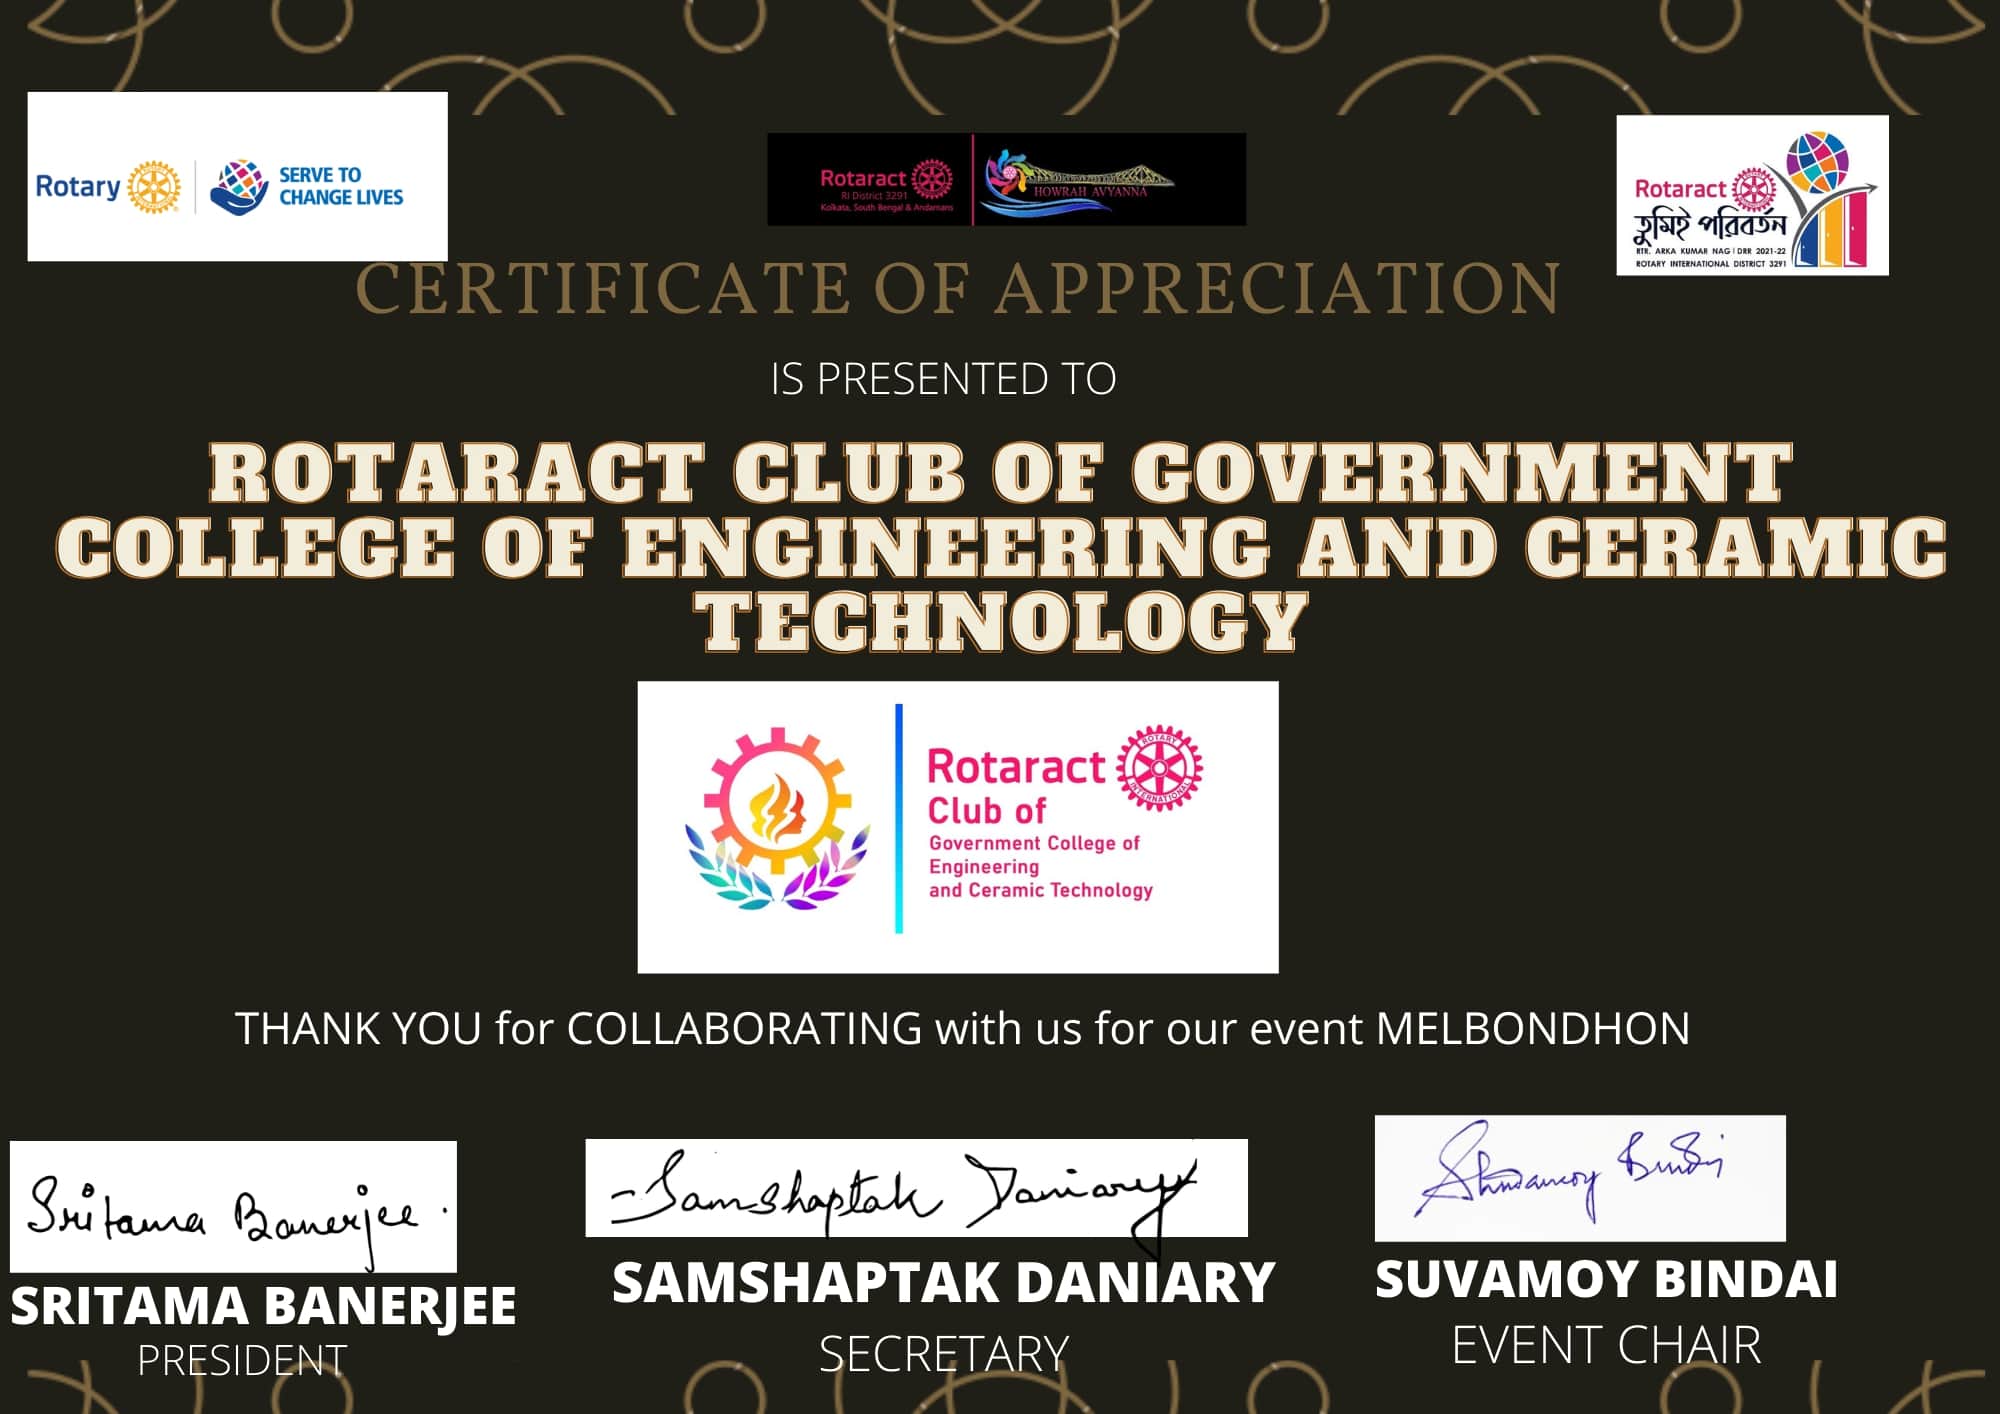 Rotary
SERVE TO
CHANGE LIVES
Rotaract
RI District 3291
Kolkata, South Bengal & Andamans
HOWRAH AVYANNA
Rotaract
তুমিই পরিবর্তন
RTR. ARKA KUMAR NAG | DRR 2021-22
ROTARY INTERNATIONAL DISTRICT 3291
CERTIFICATE OF APPRECIATION
IS PRESENTED TO
ROTARACT CLUB OF GOVERNMENT
COLLEGE OF ENGINEERING AND CERAMIC
TECHNOLOGY
Rotaract
ROTARY
INTERNATIONAL
Club of
Government College of
Engineering
and Ceramic Technology
THANK YOU for COLLABORATING with us for our event MELBONDHON
Sritama Banerjee.
Samshaptak Daniary
Suvamoy Bindai
SRITAMA BANERJEE
PRESIDENT
SAMSHAPTAK DANIARY
SECRETARY
SUVAMOY BINDAI
EVENT CHAIR